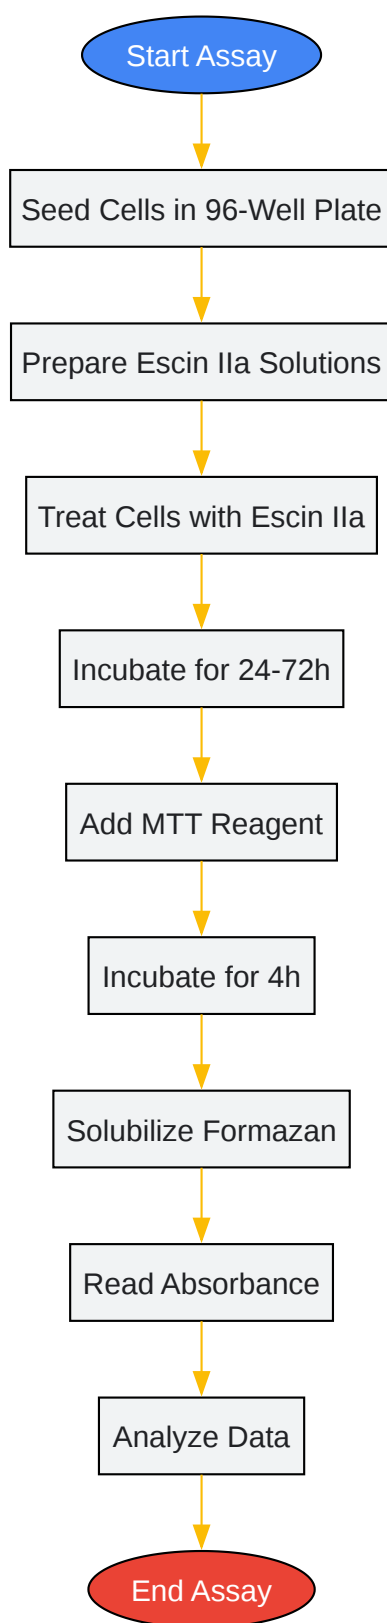 Start Assay
Seed Cells in 96-Well Plate
Prepare Escin IIa Solutions
Treat Cells with Escin IIa
Incubate for 24-72h
Add MTT Reagent
Incubate for 4h
Solubilize Formazan
Read Absorbance
Analyze Data
End Assay